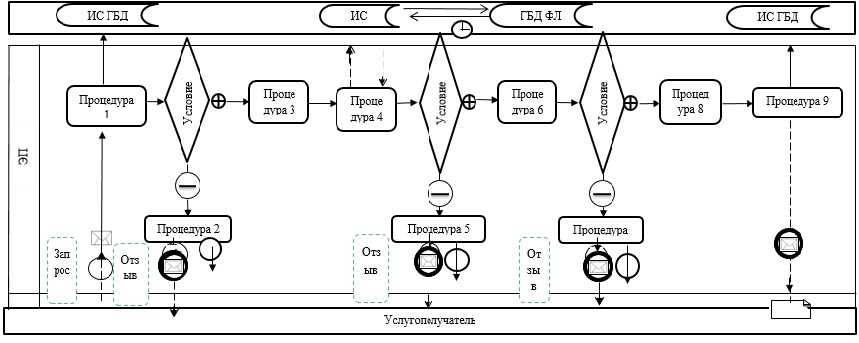 ИС ГБД
ИС
ГБД ФЛ
ИС ГБД
Процедура
1
Условие
Проце
дура 3
Проце
дура 4
Условие
Проце
дура 6
Условие
Процед
ура 8
Процедура 9
Процедура 2
Процедура 5
Процедура
Зап
рос
Отз
ыв
Отз
ыв
От
зы
в
Услугополучатель